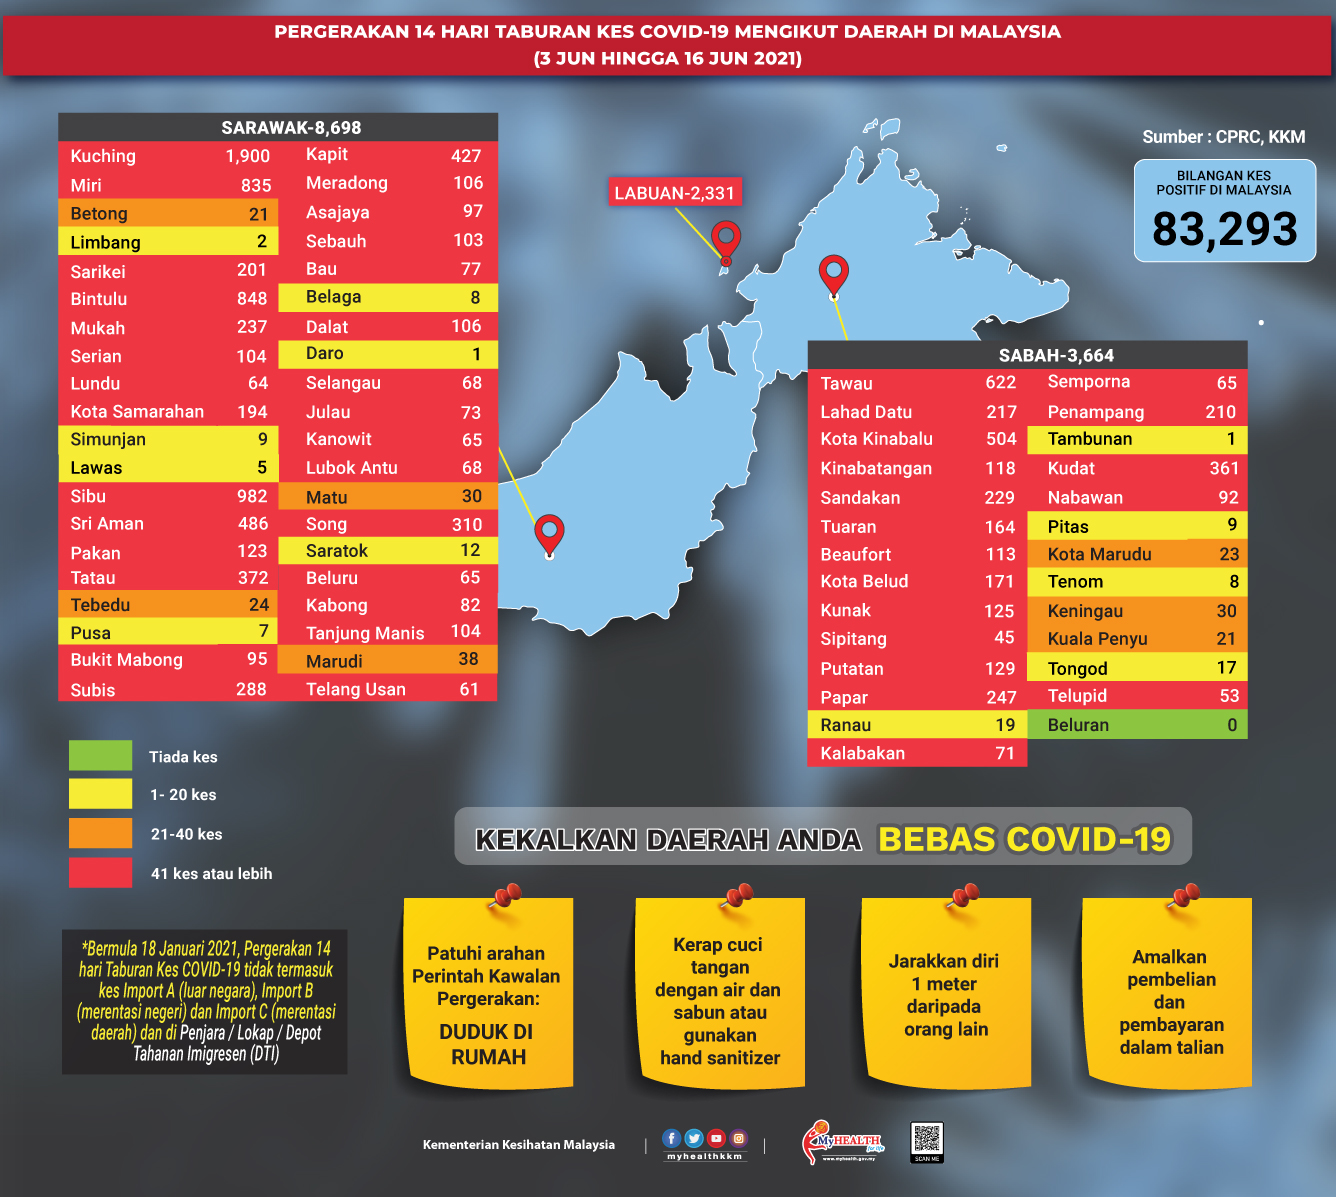 PERGERAKAN 14 HARI TABURAN KES COVID-19 MENGIKUT DAERAH DI MALAYSIA
(3 JUN HINGGA 16 JUN 2021)
Sumber : CPRC, KKM
BILANGAN KES
POSITIF DI MALAYSIA
83,293
SARAWAK-8,698
Kuching 1,900
Miri 835
Betong 21
Limbang 2
Sarikei 201
Bintulu 848
Mukah 237
Serian 104
Lundu 64
Kota Samarahan 194
Simunjan 9
Lawas 5
Sibu 982
Sri Aman 486
Pakan 123
Tatau 372
Tebedu 24
Pusa 7
Bukit Mabong 95
Subis 288
Kapit 427
Meradong 106
Asajaya 97
Sebauh 103
Bau 77
Belaga 8
Dalat 106
Daro 1
Selangau 68
Julau 73
Kanowit 65
Lubok Antu 68
Matu 30
Song 310
Saratok 12
Beluru 65
Kabong 82
Tanjung Manis 104
Marudi 38
Telang Usan 61
LABUAN-2,331
SABAH-3,664
Tawau 622
Lahad Datu 217
Kota Kinabalu 504
Kinabatangan 118
Sandakan 229
Tuaran 164
Beaufort 113
Kota Belud 171
Kunak 125
Sipitang 45
Putatan 129
Papar 247
Ranau 19
Kalabakan 71
Semporna 65
Penampang 210
Tambunan 1
Kudat 361
Nabawan 92
Pitas 9
Kota Marudu 23
Tenom 8
Keningau 30
Kuala Penyu 21
Tongod 17
Telupid 53
Beluran 0
Tiada kes
1- 20 kes
21-40 kes
41 kes atau lebih
*Bermula 18 Januari 2021, Pergerakan 14
hari Taburan Kes COVID-19 tidak termasuk
kes Import A (luar negara), Import B
(merentasi negeri) dan Import C (merentasi
daerah) dan di Penjara / Lokap / Depot
Tahanan Imigresen (DTI)
KEKALKAN DAERAH ANDA BEBAS COVID-19
Patuhi arahan
Perintah Kawalan
Pergerakan:
DUDUK DI
RUMAH
Kerap cuci
tangan
dengan air dan
sabun atau
gunakan
hand sanitizer
Jarakkan diri
1 meter
daripada
orang lain
Amalkan
pembelian
dan
pembayaran
dalam talian
Kementerian Kesihatan Malaysia
myhealthkkm
MyHEALTH
for life
www.myhealth.gov.my
SCAN ME